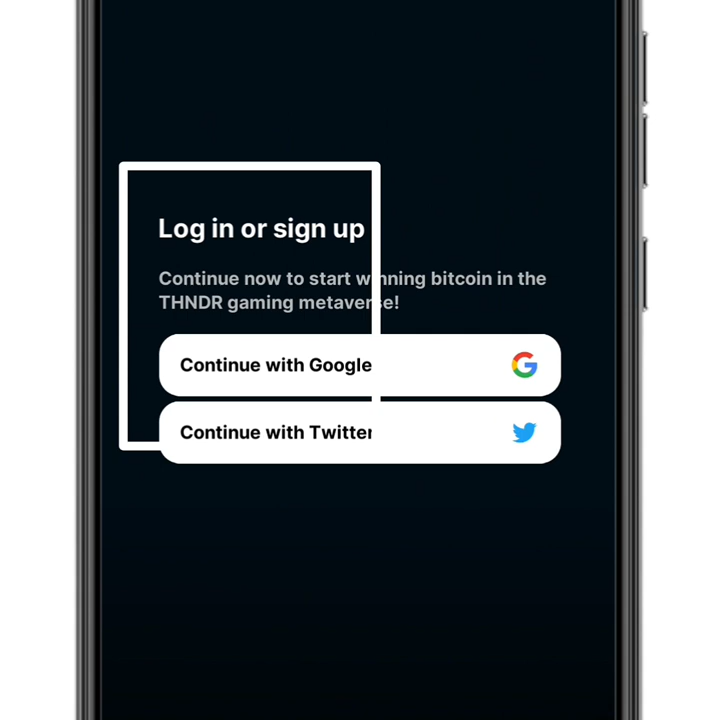 Log in or sign up
Continue now to start winning bitcoin in the
THNDR gaming metaverse!
Continue with Google
Continue with Twitter